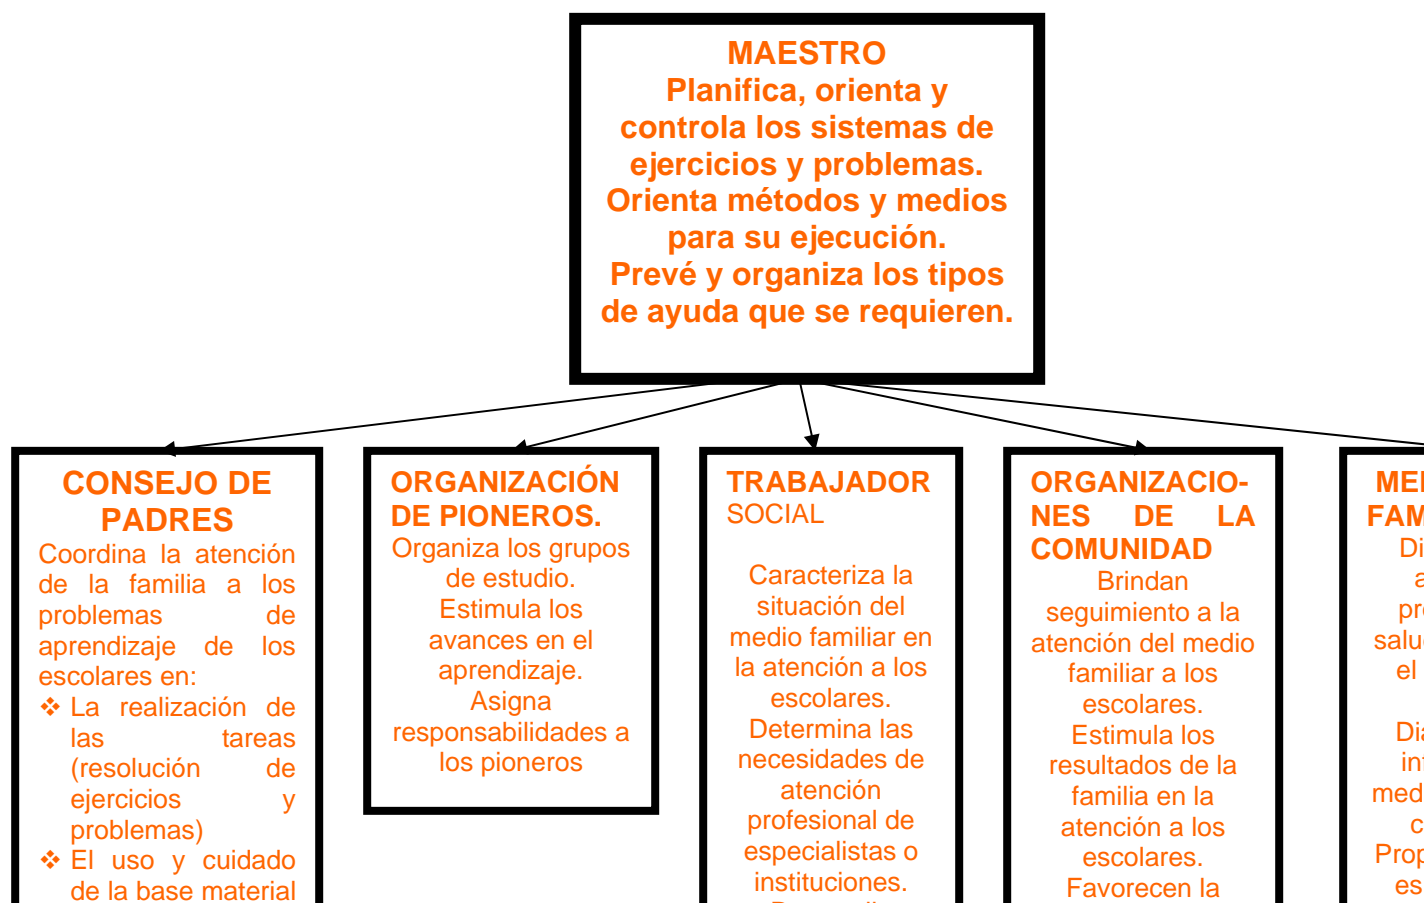 MAESTRO
Planifica, orienta y
controla los sistemas de
ejercicios y problemas.
Orienta métodos y medios
para su ejecución.
Prevé y organiza los tipos
de ayuda que se requieren.
CONSEJO DE
PADRES
Coordina la atención
de la familia a los
problemas de
aprendizaje de los
escolares en:
❖ La realización de
las tareas
(resolución de
ejercicios y
problemas)
❖ El uso y cuidado
de la base material
ORGANIZACIÓN
DE PIONEROS.
Organiza los grupos
de estudio.
Estimula los
avances en el
aprendizaje.
Asigna
responsabilidades a
los pioneros
TRABAJADOR
SOCIAL
Caracteriza la
situación del
medio familiar en
la atención a los
escolares.
Determina las
necesidades de
atención
profesional de
especialistas o
instituciones.
ORGANIZACIO-
NES DE LA
COMUNIDAD
Brindan
seguimiento a la
atención del medio
familiar a los
escolares.
Estimula los
resultados de la
familia en la
atención a los
escolares.
Favorecen la
el